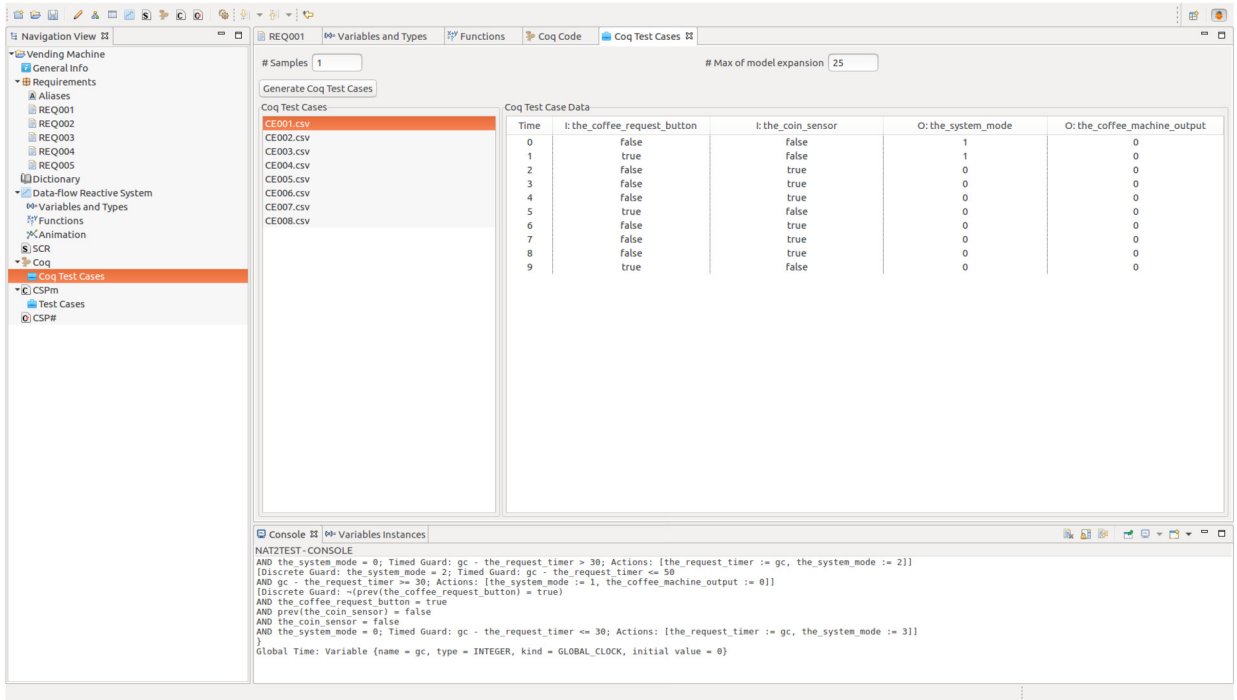 Navigation View
Vending Machine
General Info
Requirements
Aliases
REQ001
REQ002
REQ003
REQ004
REQ005
Dictionary
Data-flow Reactive System
Variables and Types
Functions
Animation
SCR
Coq
Coq Test Cases
CSPm
Test Cases
CSP#
REQ001 Variables and Types Functions Coq Code Coq Test Cases
# Samples 1 # Max of model expansion 25
Generate Coq Test Cases
Coq Test Cases
CE001.csv
CE002.csv
CE003.csv
CE004.csv
CE005.csv
CE006.csv
CE007.csv
CE008.csv
Coq Test Case Data
Time I: the_coffee_request_button I: the_coin_sensor O: the_system_mode O: the_coffee_machine_output
0 false false 1 0
1 true false 1 0
2 false true 0 0
3 false true 0 0
4 false true 0 0
5 true false 0 0
6 false true 0 0
7 false true 0 0
8 false true 0 0
9 true false 0 0
Console Variables Instances
NAT2TEST - CONSOLE
AND the_system_mode = 0; Timed Guard: gc - the_request_timer > 30; Actions: [the_request_timer := gc, the_system_mode := 2]]
[Discrete Guard: the_system_mode = 2; Timed Guard: gc - the_request_timer <= 50
AND gc - the_request_timer >= 30; Actions: [the_system_mode := 1, the_coffee_machine_output := 0]]
[Discrete Guard: ¬(prev(the_coffee_request_button) = true)
AND the_coffee_request_button = true
AND prev(the_coin_sensor) = false
AND the_coin_sensor = false
AND the_system_mode = 0; Timed Guard: gc - the_request_timer <= 30; Actions: [the_request_timer := gc, the_system_mode := 3]]
}
Global Time: Variable {name = gc, type = INTEGER, kind = GLOBAL_CLOCK, initial value = 0}